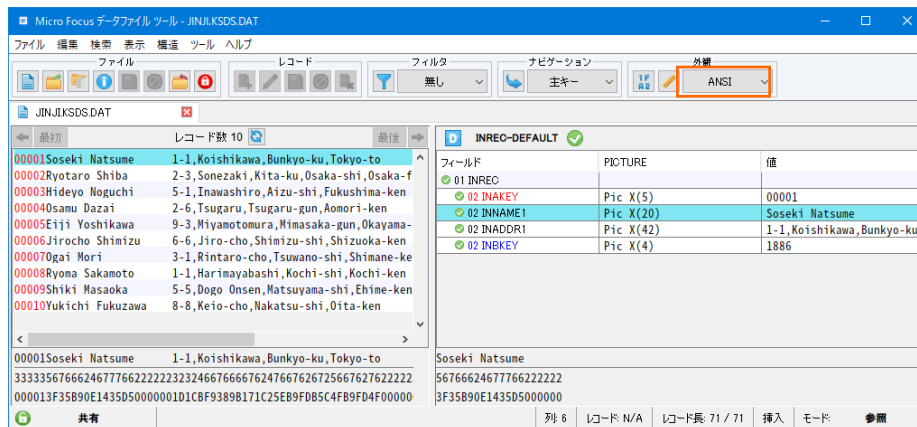 Micro Focus データファイル ツール - JINJI.KSDS.DAT
ファイル 編集 検索 表示 構造 ツール ヘルプ
ファイル レコード フィルタ ナビゲーション 外観
無し 主キー ANSI
JINJI.KSDS.DAT
最初 レコード数 10 最後
00001Soseki Natsume 1-1,Koishikawa,Bunkyo-ku,Tokyo-to
00002Ryotaro Shiba 2-3,Sonezaki,Kita-ku,Osaka-shi,Osaka-f
00003Hideyo Noguchi 5-1,Inawashiro,Aizu-shi,Fukushima-ken
00004Osamu Dazai 2-6,Tsugaru,Tsugaru-gun,Aomori-ken
00005Eiji Yoshikawa 9-3,Miyamotomura,Mimasaka-gun,Okayama-
00006Jirocho Shimizu 6-6,Jiro-cho,Shimizu-shi,Shizuoka-ken
00007Ogai Mori 3-1,Rintaro-cho,Tsuwano-shi,Shimane-ke
00008Ryoma Sakamoto 1-1,Harimayabashi,Kochi-shi,Kochi-ken
00009Shiki Masaoka 5-5,Dogo Onsen,Matsuyama-shi,Ehime-ken
00010Yukichi Fukuzawa 8-8,Keio-cho,Nakatsu-shi,Oita-ken
00001Soseki Natsume 1-1,Koishikawa,Bunkyo-ku,Tokyo-to
INREC-DEFAULT
フィールド PICTURE 値
01 INREC
02 INAKEY Pic X(5) 00001
02 INNAME1 Pic X(20) Soseki Natsume
02 INADDR1 Pic X(42) 1-1,Koishikawa,Bunkyo-ku
02 INBKEY Pic X(4) 1886
Soseki Natsume
56766624677766222222
3F35B90E1435D5000000
共有 列: 6 レコード: N/A レコード長: 71 / 71 挿入 モード: 参照